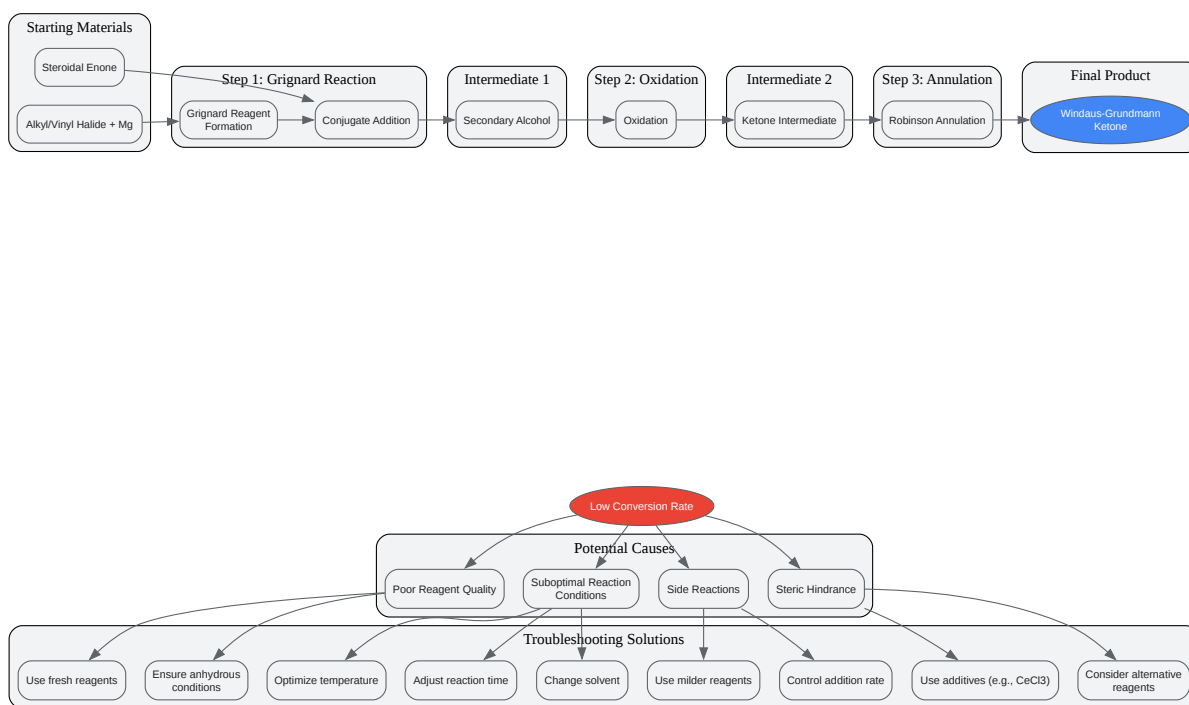 Starting Materials
Steroidal Enone
Alkyl/Vinyl Halide + Mg
Step 1: Grignard Reaction
Grignard Reagent
Formation
Conjugate Addition
Intermediate 1
Secondary Alcohol
Step 2: Oxidation
Oxidation
Intermediate 2
Ketone Intermediate
Step 3: Annulation
Robinson Annulation
Final Product
Windaus-Grundmann
Ketone
Low Conversion Rate
Potential Causes
Poor Reagent Quality
Suboptimal Reaction
Conditions
Side Reactions
Steric Hindrance
Troubleshooting Solutions
Use fresh reagents
Ensure anhydrous
conditions
Optimize temperature
Adjust reaction time
Change solvent
Use milder reagents
Control addition rate
Use additives (e.g., CeCl3)
Consider alternative
reagents